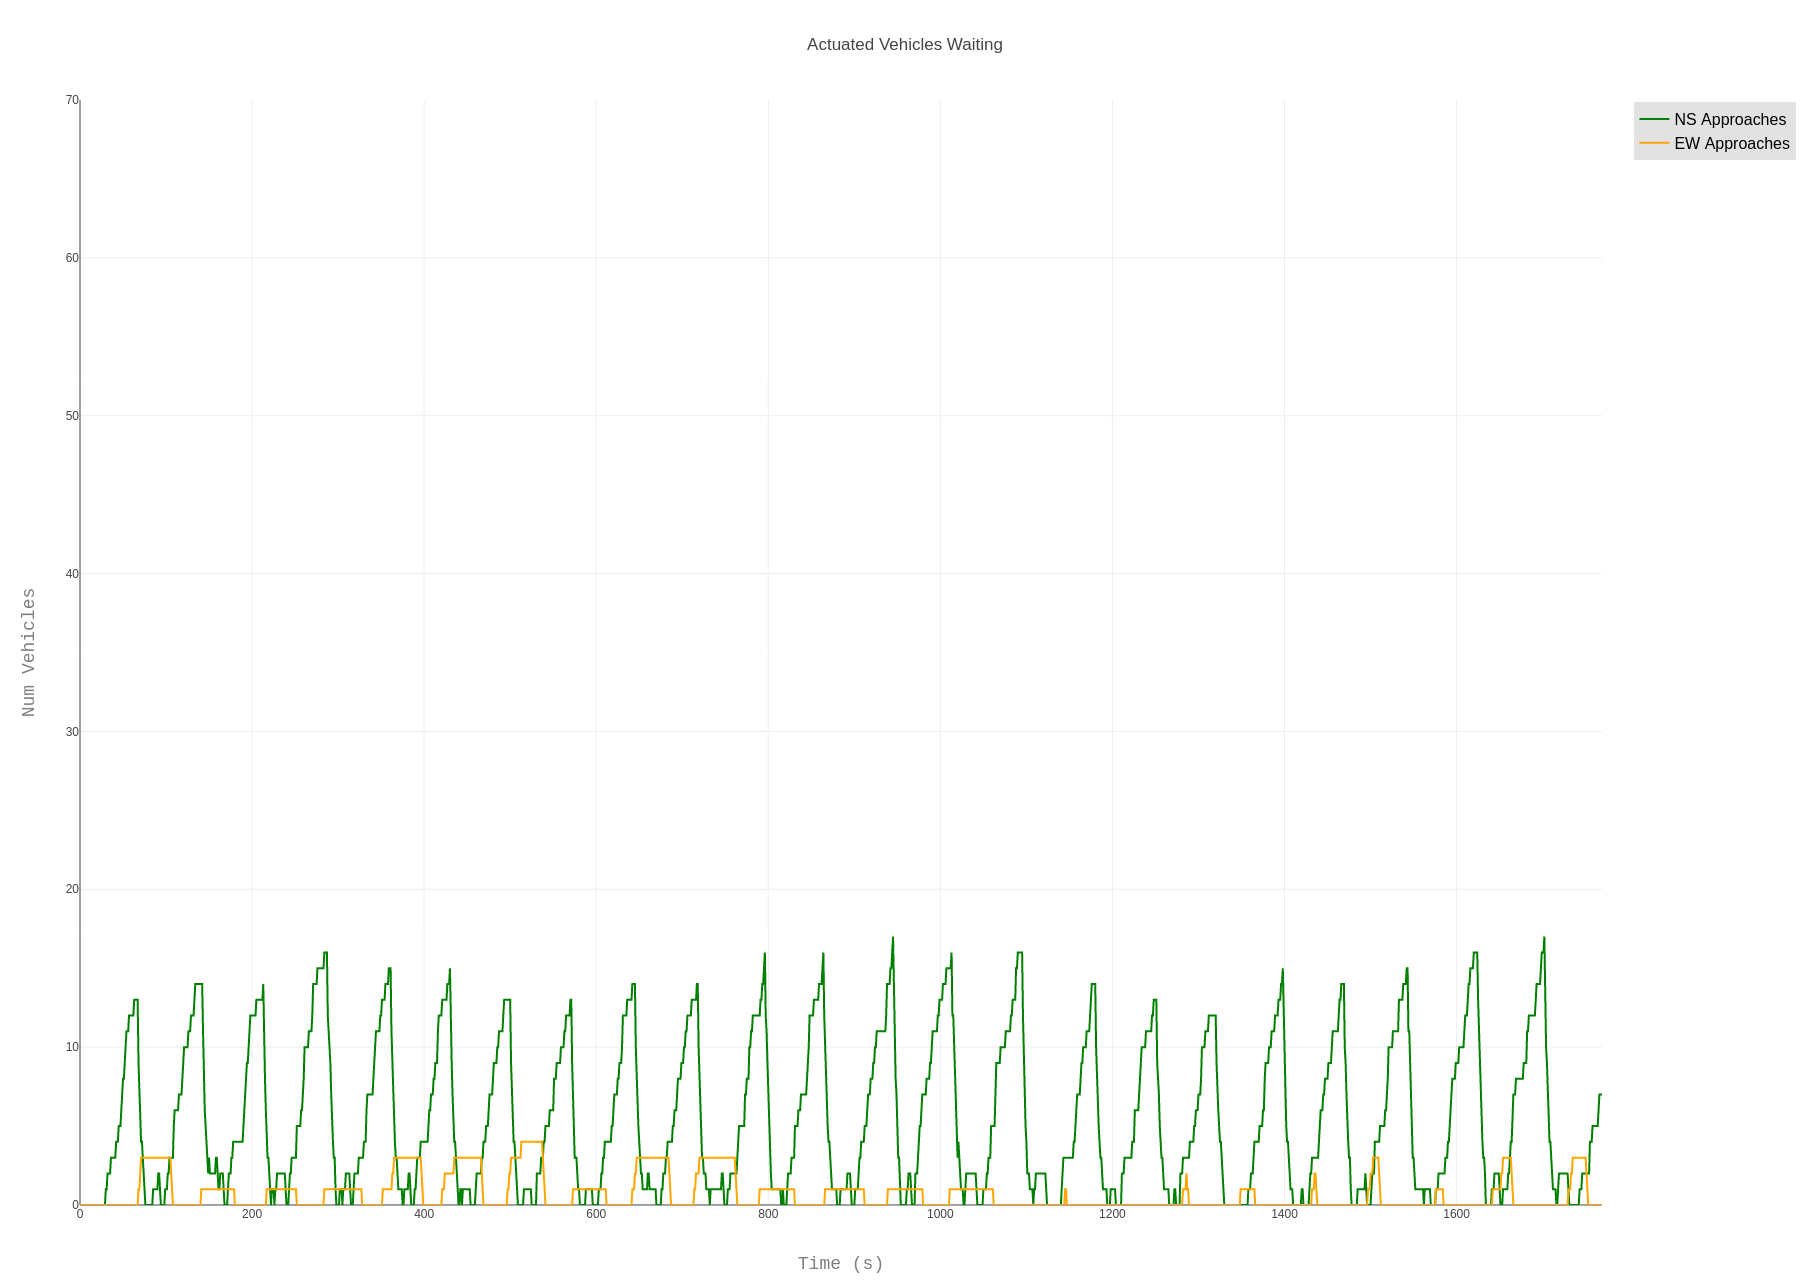 Actuated Vehicles Waiting
NS Approaches
EW Approaches
70
60
50
40
30
20
10
0
Num Vehicles
0 200 400 600 800 1000 1200 1400 1600
Time (s)